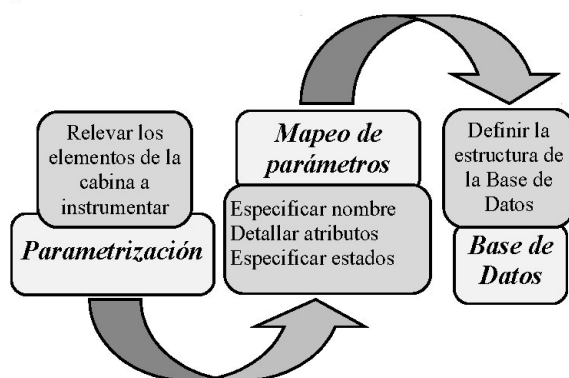 Relevar los
elementos de la
cabina a
instrumentar
Parametrización
Mapeo de
parámetros
Especificar nombre
Detallar atributos
Especificar estados
Definir la
estructura de
la Base de
Datos
Base de
Datos